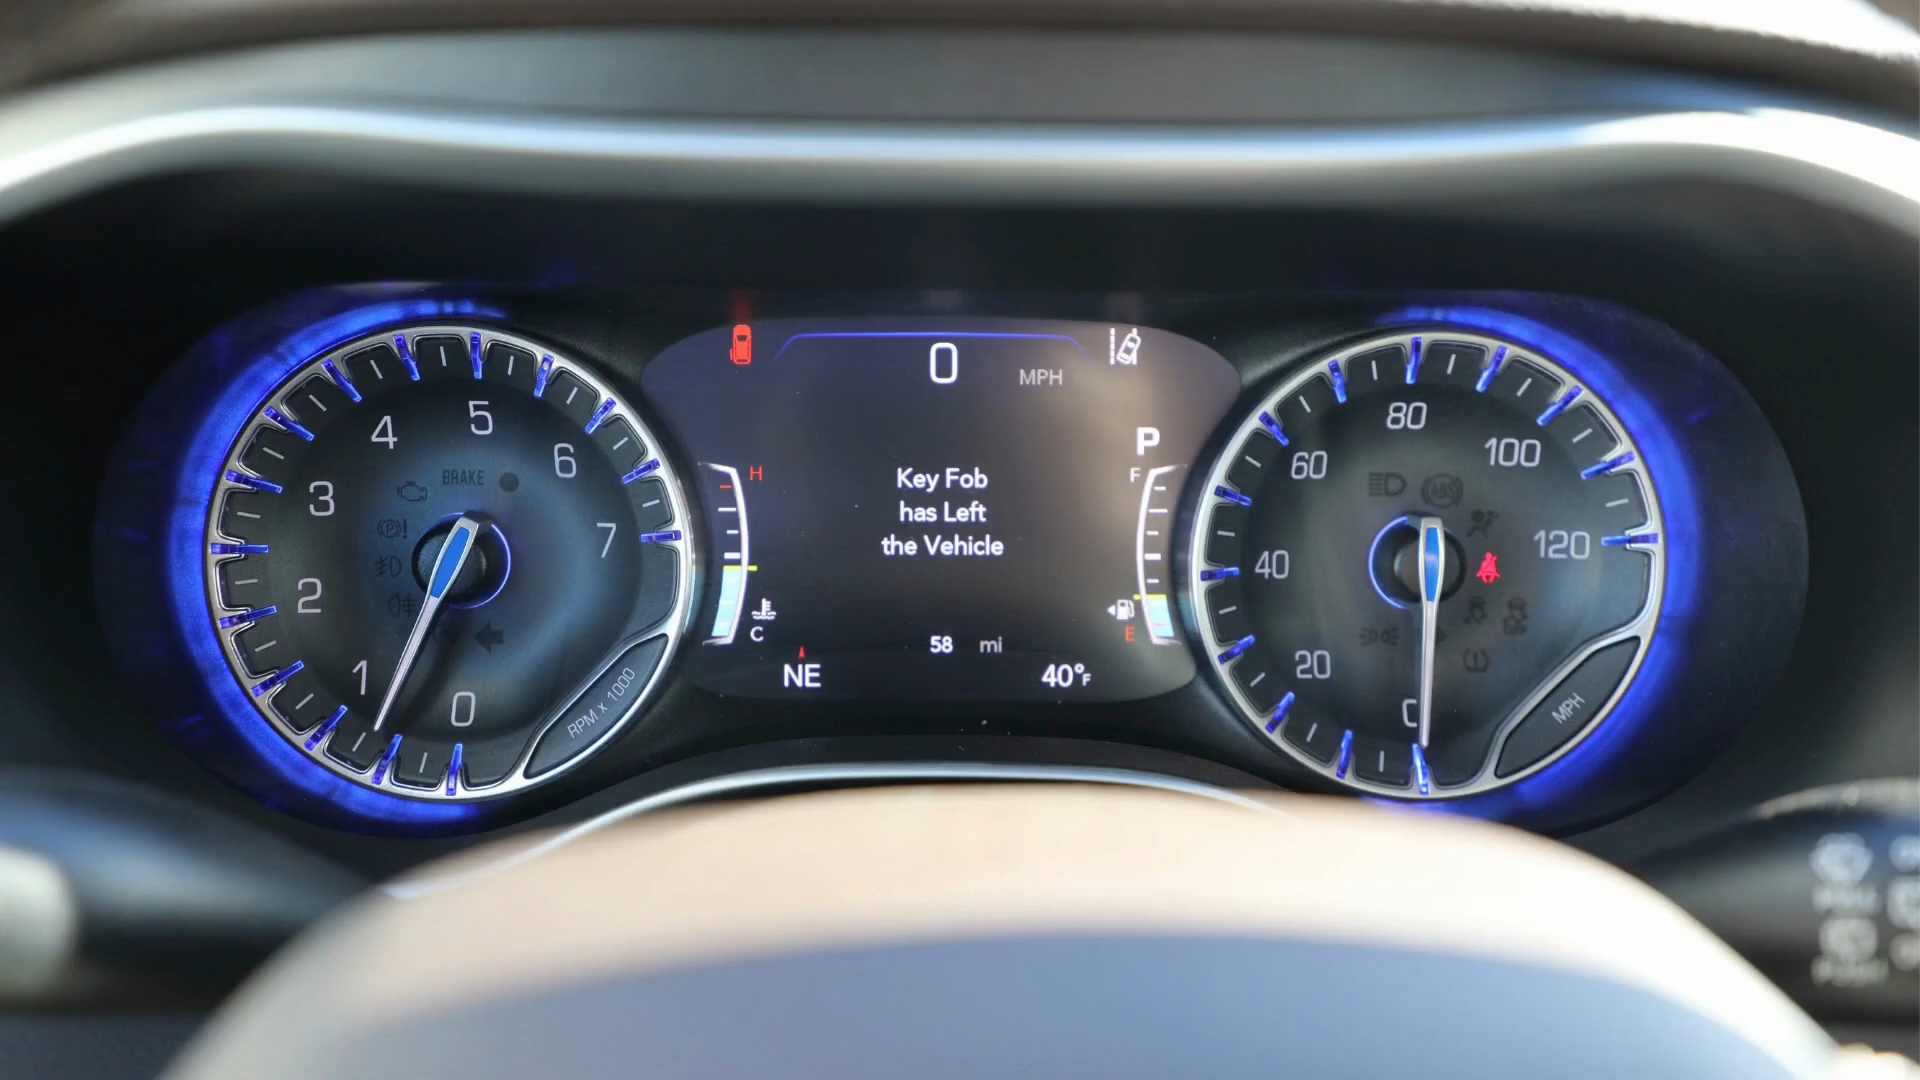 0 MPH
P
Key Fob
has Left
the Vehicle
H
C
F
E
58 mi
NE
40°F
0
1
2
3
4
5
6
7
BRAKE
RPM x 1000
20
40
60
80
100
120
ABS
MPH